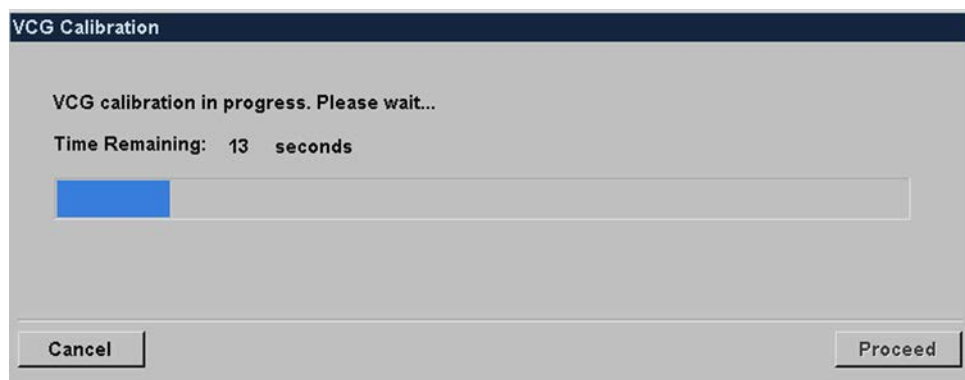 VCG Calibration
VCG calibration in progress. Please wait...
Time Remaining: 13 seconds
Cancel Proceed